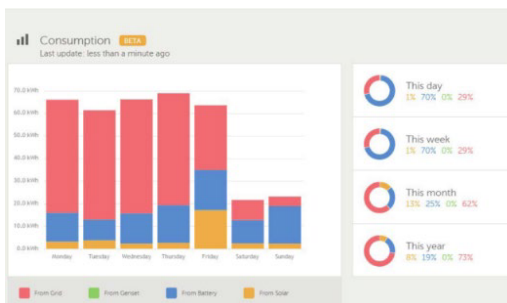 Consumption BETA
Last update: less than a minute ago
70.0 kWh
60.0 kWh
50.0 kWh
40.0 kWh
30.0 kWh
20.0 kWh
10.0 kWh
0.0 kWh
Monday Tuesday Wednesday Thursday Friday Saturday Sunday
From Grid From Genset From Battery From Solar
This day
1% 70% 0% 29%
This week
1% 70% 0% 29%
This month
13% 25% 0% 62%
This year
8% 19% 0% 73%